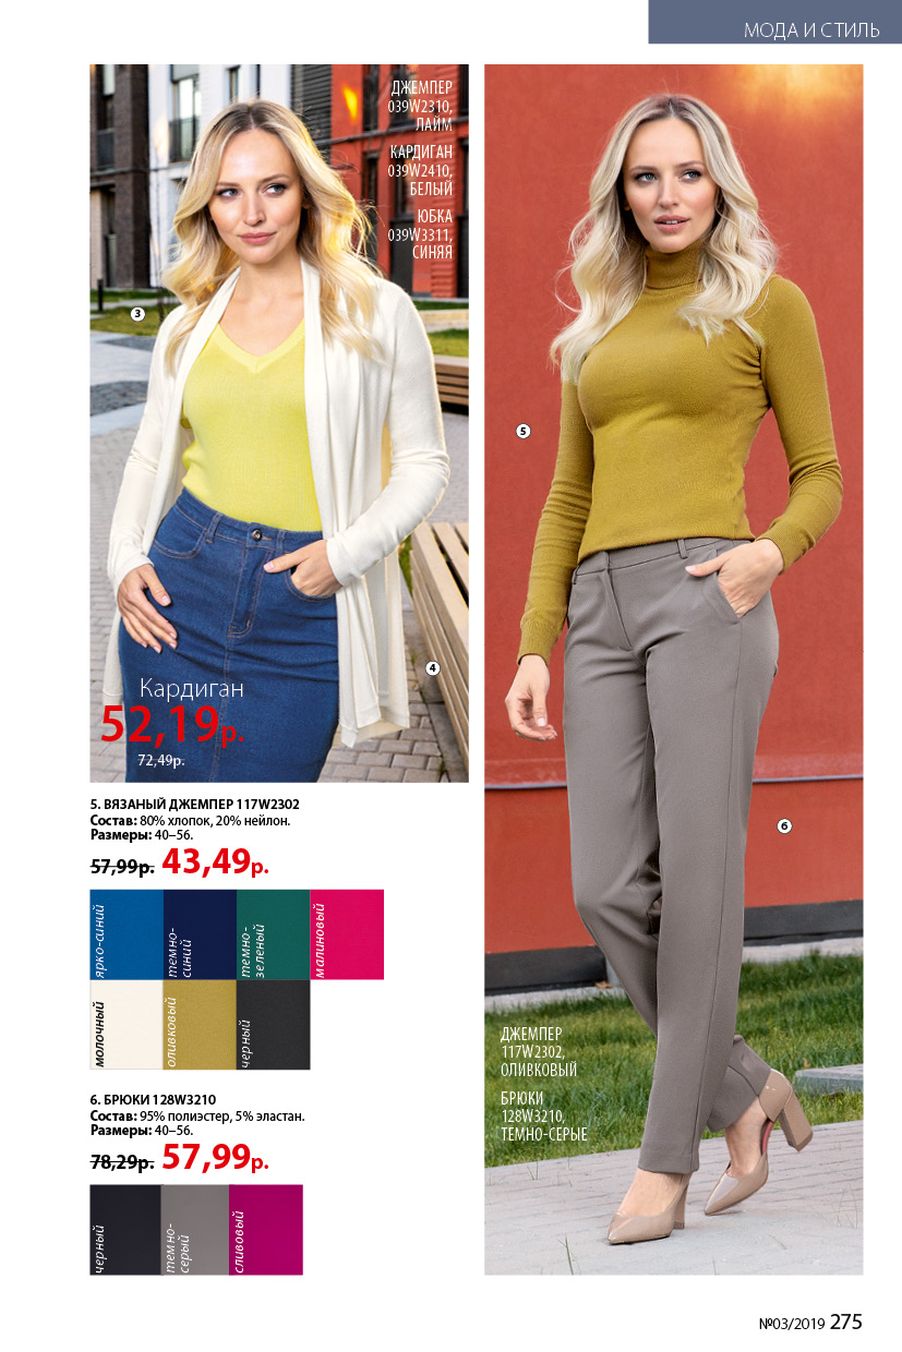 МОДА И СТИЛЬ
ДЖЕМПЕР
039W2310,
ЛАЙМ
КАРДИГАН
039W2410,
БЕЛЫЙ
ЮБКА
039W3311,
СИНЯЯ
3
4
Кардиган
52,19р.
72,49р.
5
6
5. ВЯЗАНЫЙ ДЖЕМПЕР 117W2302
Состав: 80% хлопок, 20% нейлон.
Размеры: 40–56.
57,99р. 43,49р.
ярко-синий
темно-
синий
темно-
зеленый
малиновый
молочный
оливковый
черный
6. БРЮКИ 128W3210
Состав: 95% полиэстер, 5% эластан.
Размеры: 40–56.
78,29р. 57,99р.
черный
темно-
серый
сливовый
ДЖЕМПЕР
117W2302,
ОЛИВКОВЫЙ
БРЮКИ
128W3210,
ТЕМНО-СЕРЫЕ
№03/2019 275